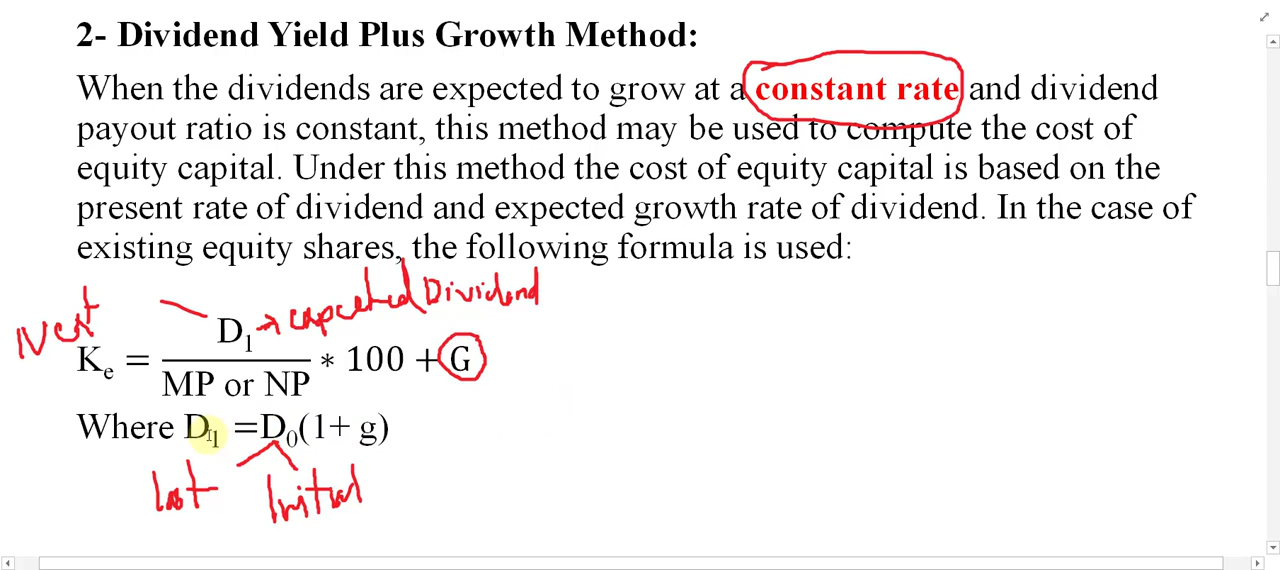 2- Dividend Yield Plus Growth Method:
When the dividends are expected to grow at a constant rate and dividend
payout ratio is constant, this method may be used to compute the cost of
equity capital. Under this method the cost of equity capital is based on the
present rate of dividend and expected growth rate of dividend. In the case of
existing equity shares, the following formula is used:
Next
D₁ → expected Dividend
Kₑ = ―――― * 100 + G
MP or NP
Where D₁ =D₀(1+ g)
last Initial